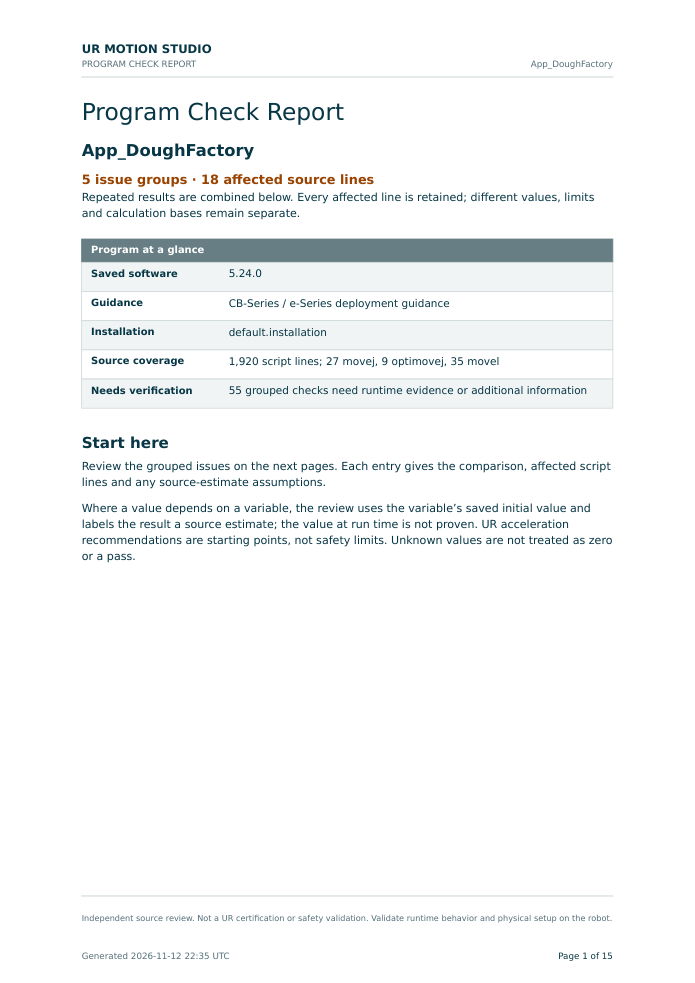 UR MOTION STUDIO
PROGRAM CHECK REPORT App_DoughFactory
Program Check Report
App_DoughFactory
5 issue groups · 18 affected source lines
Repeated results are combined below. Every affected line is retained; different values, limits
and calculation bases remain separate.
Program at a glance
Saved software 5.24.0
Guidance CB-Series / e-Series deployment guidance
Installation default.installation
Source coverage 1,920 script lines; 27 movej, 9 optimovej, 35 movel
Needs verification 55 grouped checks need runtime evidence or additional information
Start here
Review the grouped issues on the next pages. Each entry gives the comparison, affected script
lines and any source-estimate assumptions.
Where a value depends on a variable, the review uses the variable’s saved initial value and
labels the result a source estimate; the value at run time is not proven. UR acceleration
recommendations are starting points, not safety limits. Unknown values are not treated as zero
or a pass.
Independent source review. Not a UR certification or safety validation. Validate runtime behavior and physical setup on the robot.
Generated 2026-11-12 22:35 UTC Page 1 of 15